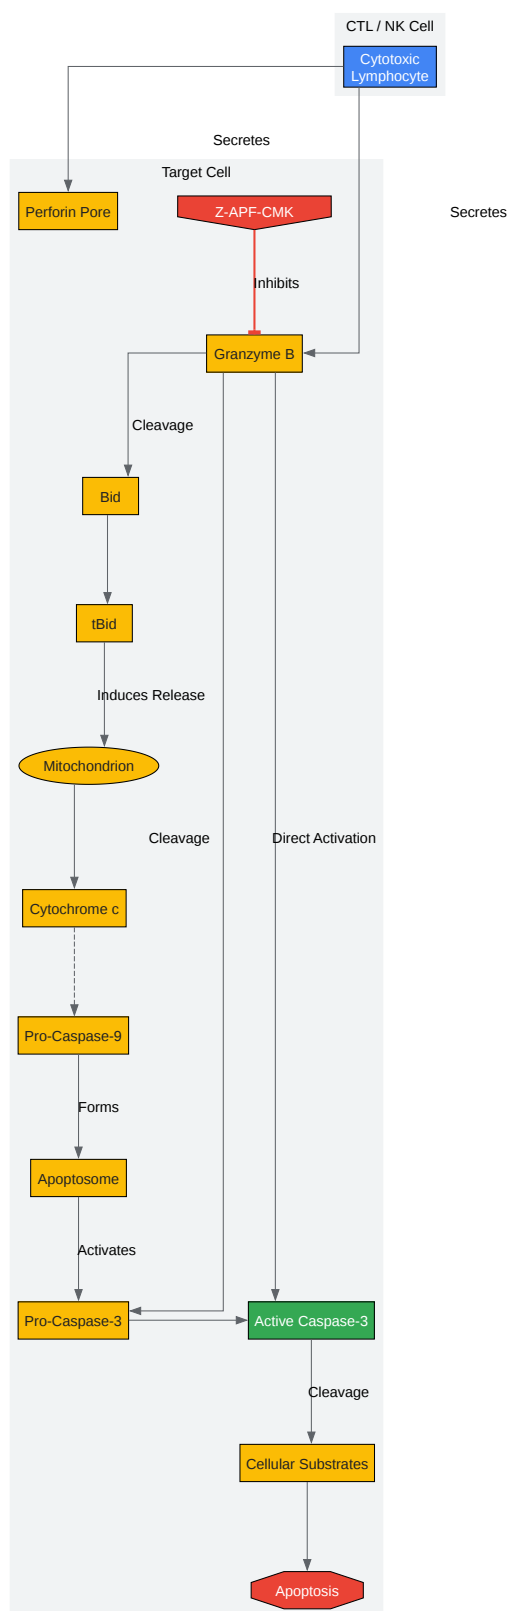 CTL / NK Cell
Cytotoxic
Lymphocyte
Secretes
Target Cell
Perforin Pore
Z-APF-CMK
Secretes
Inhibits
Granzyme B
Cleavage
Bid
tBid
Induces Release
Mitochondrion
Cleavage
Direct Activation
Cytochrome c
Pro-Caspase-9
Forms
Apoptosome
Activates
Pro-Caspase-3
Active Caspase-3
Cleavage
Cellular Substrates
Apoptosis